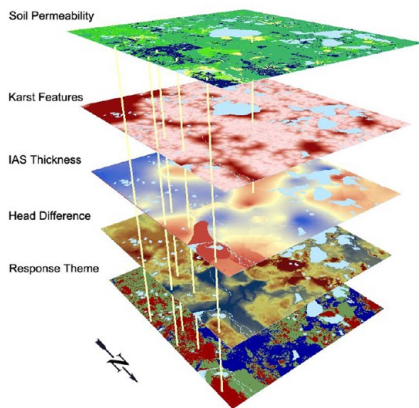 Soil Permeability
Karst Features
IAS Thickness
Head Difference
Response Theme
N